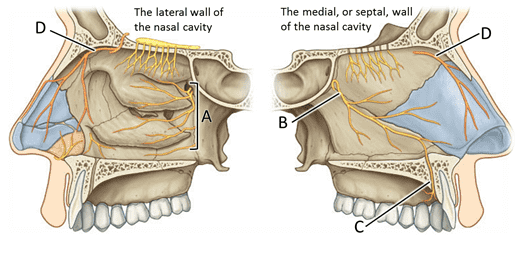 The lateral wall of
the nasal cavity
The medial, or septal, wall
of the nasal cavity
D
D
A
B
C